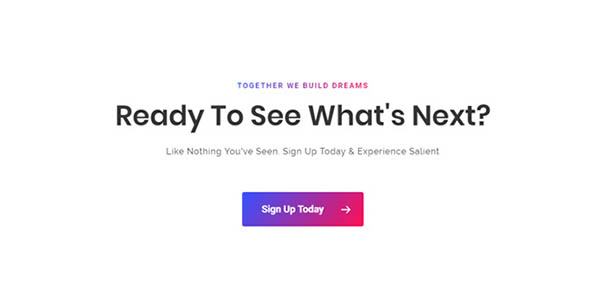 TOGETHER WE BUILD DREAMS
Ready To See What's Next?
Like Nothing You've Seen. Sign Up Today & Experience Salient
Sign Up Today